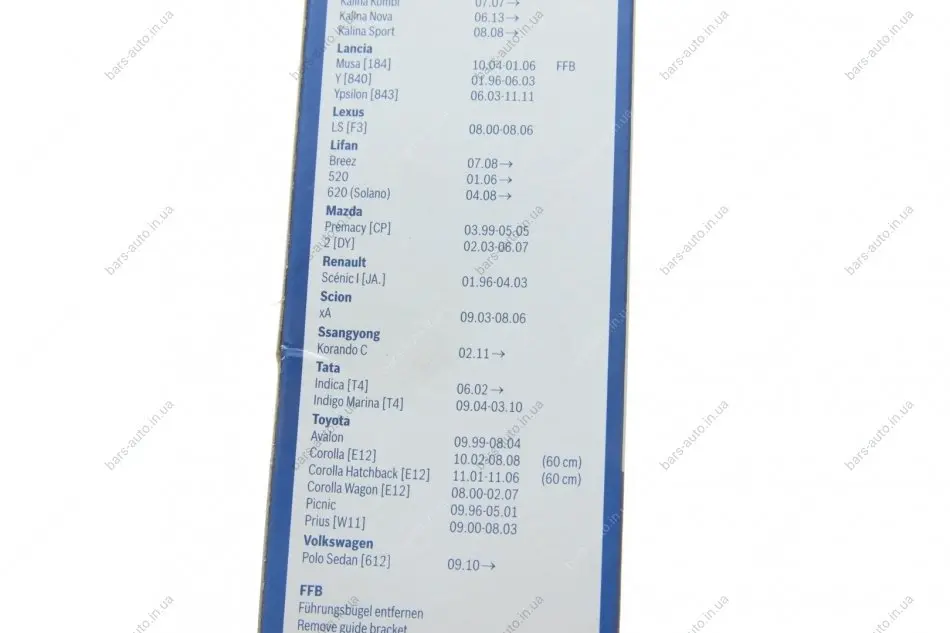 Kalina Kombi 07.07→
Kalina Nova 06.13→
Kalina Sport 08.08→
Lancia
Musa [184] 10.04-01.06 FFB
Y [840] 01.96-06.03
Ypsilon [843] 06.03-11.11
Lexus
LS [F3] 08.00-08.06
Lifan
Breez 07.08→
520 01.06→
620 (Solano) 04.08→
Mazda
Premacy [CP] 03.99-05.05
2 [DY] 02.03-06.07
Renault
Scénic I [JA.] 01.96-04.03
Scion
xA 09.03-08.06
Ssangyong
Korando C 02.11→
Tata
Indica [T4] 06.02→
Indigo Marina [T4] 09.04-03.10
Toyota
Avalon 09.99-08.04
Corolla [E12] 10.02-08.08 (60 cm)
Corolla Hatchback [E12] 11.01-11.06 (60 cm)
Corolla Wagon [E12] 08.00-02.07
Picnic 09.96-05.01
Prius [W11] 09.00-08.03
Volkswagen
Polo Sedan [612] 09.10→
FFB
Führungsbügel entfernen
Remove guide bracket
bars-auto.in.ua